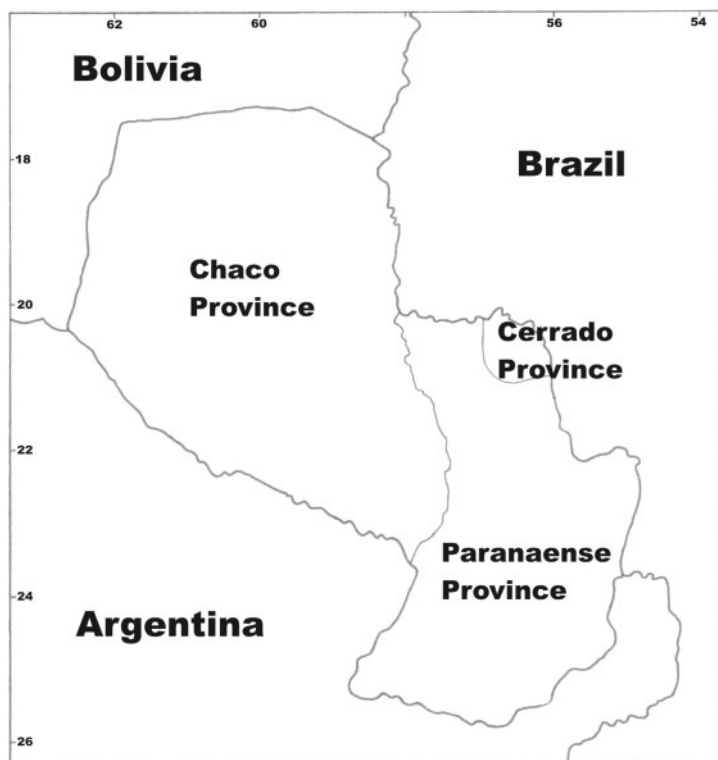 62 60 56 54
Bolivia
18
Brazil
Chaco
Province
20
Cerrado
Province
22
Paranaense
Province
24
Argentina
26